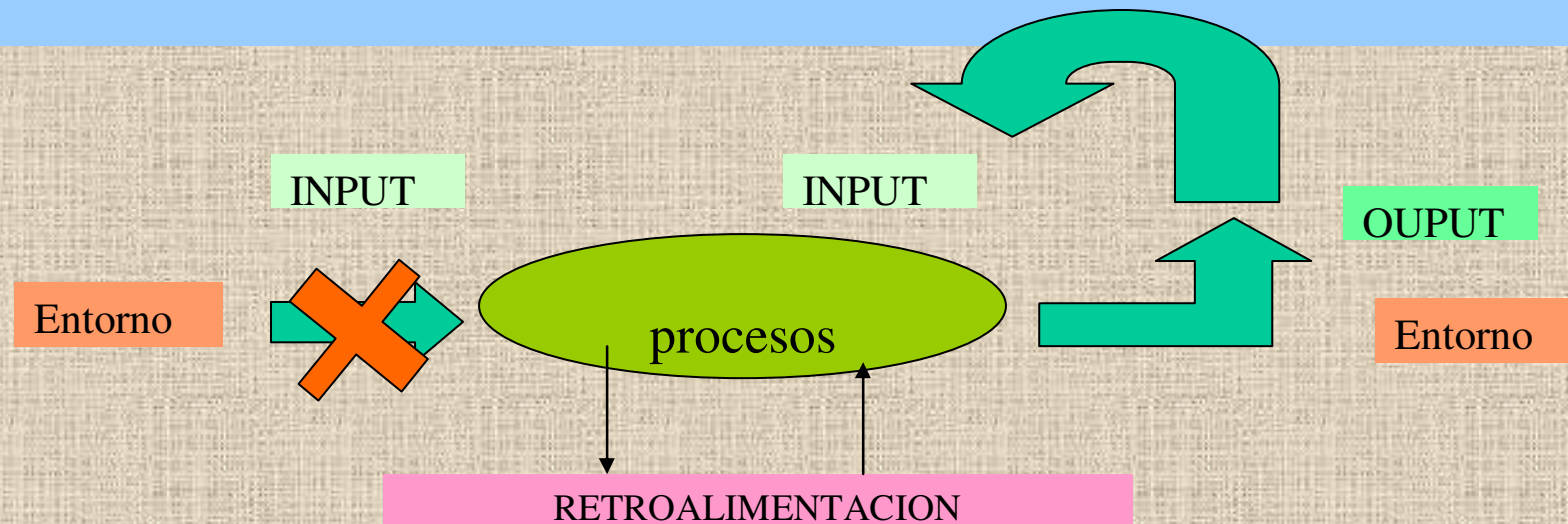 INPUT
INPUT
OUPUT
Entorno
procesos
Entorno
RETROALIMENTACION